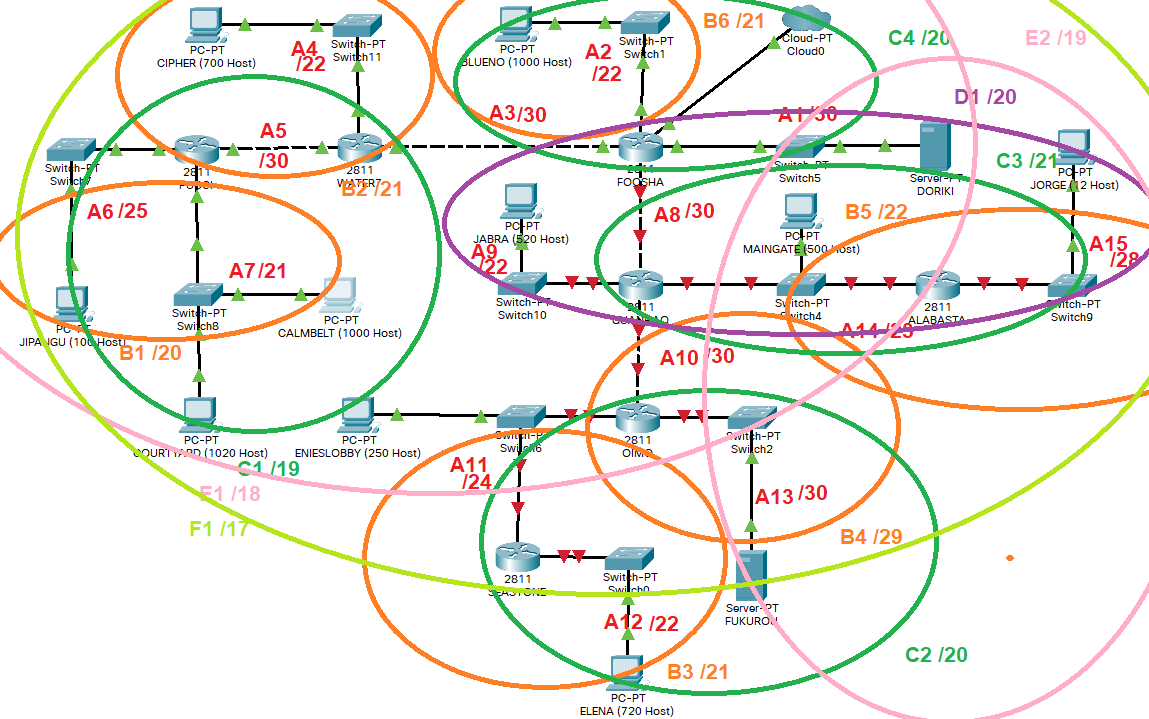 B6 /21
PC-PT
CIPHER (700 Host)
A4
/22
Switch-PT
Switch11
PC-PT
BLUENO (1000 Host)
A2
/22
Switch-PT
Switch1
Cloud-PT
Cloud0
C4 /20
E2 /19
D1 /20
A3/30
A1/30
A5
/30
Switch-PT
Switch7
2811
2811
WATER7
B2 /21
2811
FOOSHA
Switch-PT
Switch5
Server-PT
DORIKI
C3 /21
PC-PT
JORGE (12 Host)
A6 /25
A8 /30
PC-PT
JABRA (520 Host)
PC-PT
MAINGATE (500 Host)
B5 /22
A9
/22
A15
/28
A7/21
Switch-PT
Switch8
PC-PT
CALMBELT (1000 Host)
Switch-PT
Switch10
2811
GUANHAO
Switch-PT
Switch4
2811
ALABASTA
Switch-PT
Switch9
PC-PT
JIPANGU (100 Host)
A14 /23
B1 /20
A10 /30
PC-PT
COURTYARD (1020 Host)
PC-PT
ENIESLOBBY (250 Host)
Switch-PT
Switch6
2811
OIMO
Switch-PT
Switch2
C1 /19
A11
/24
E1 /18
A13 /30
F1 /17
B4 /29
2811
SEASTONE
Switch-PT
Switch0
Server-PT
FUKUROU
A12 /22
C2 /20
B3 /21
PC-PT
ELENA (720 Host)